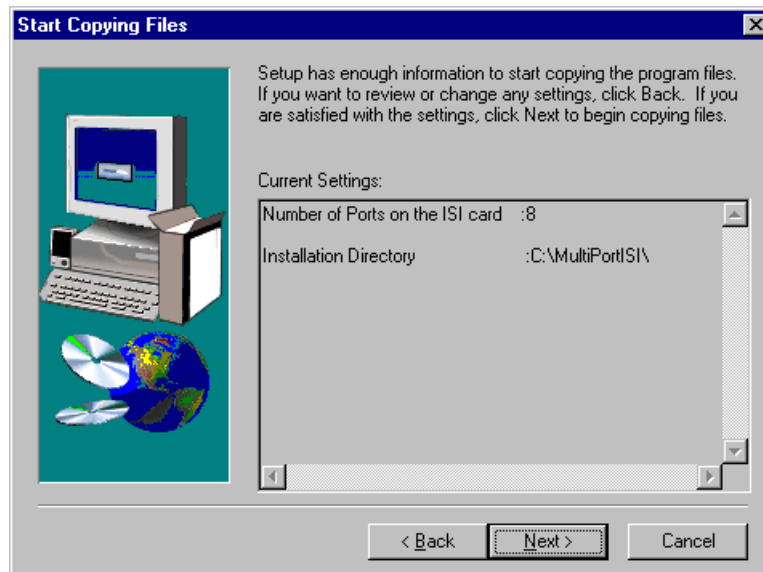 Start Copying Files
Setup has enough information to start copying the program files.
If you want to review or change any settings, click Back. If you
are satisfied with the settings, click Next to begin copying files.
Current Settings:
Number of Ports on the ISI card :8
Installation Directory :C:\MultiPortISI\
< Back Next > Cancel